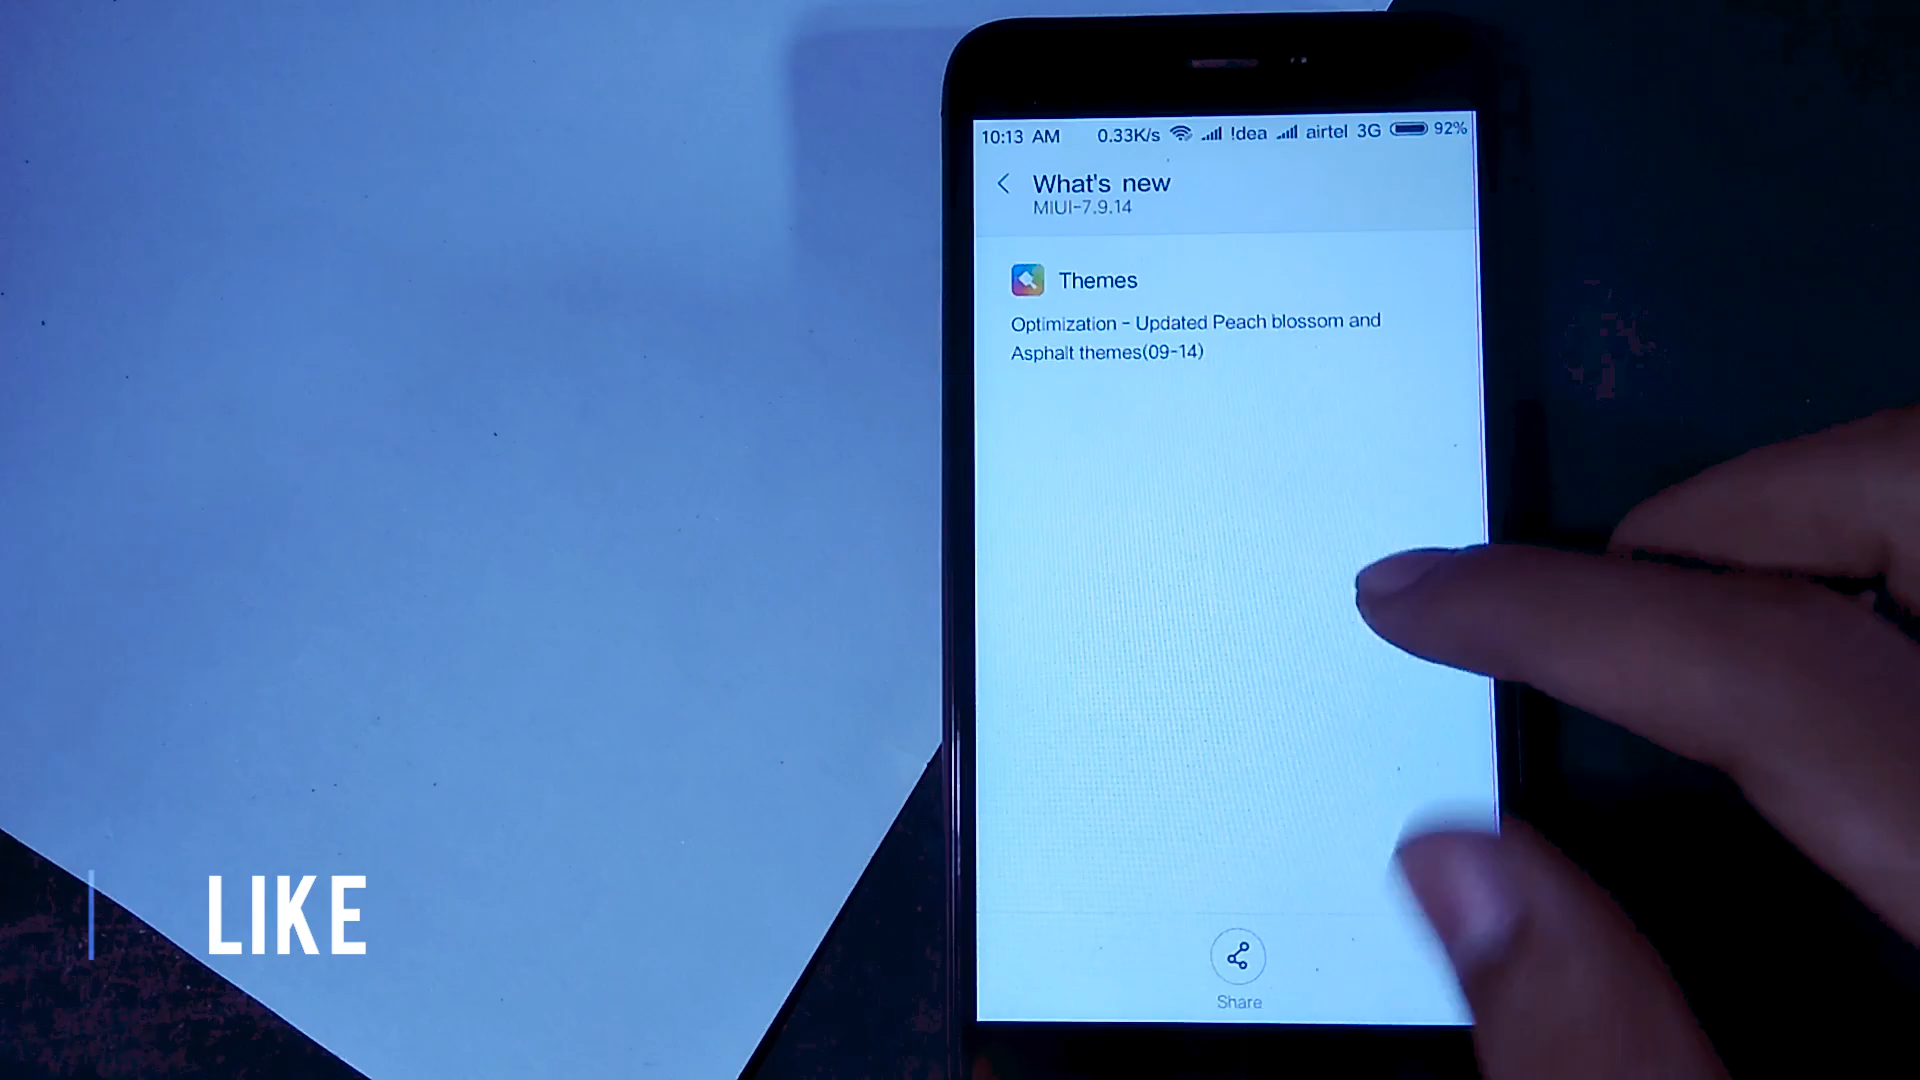 10:13 AM 0.33K/s !dea airtel 3G 92%
What's new
MIUI-7.9.14
Themes
Optimization - Updated Peach blossom and
Asphalt themes(09-14)
Share
LIKE